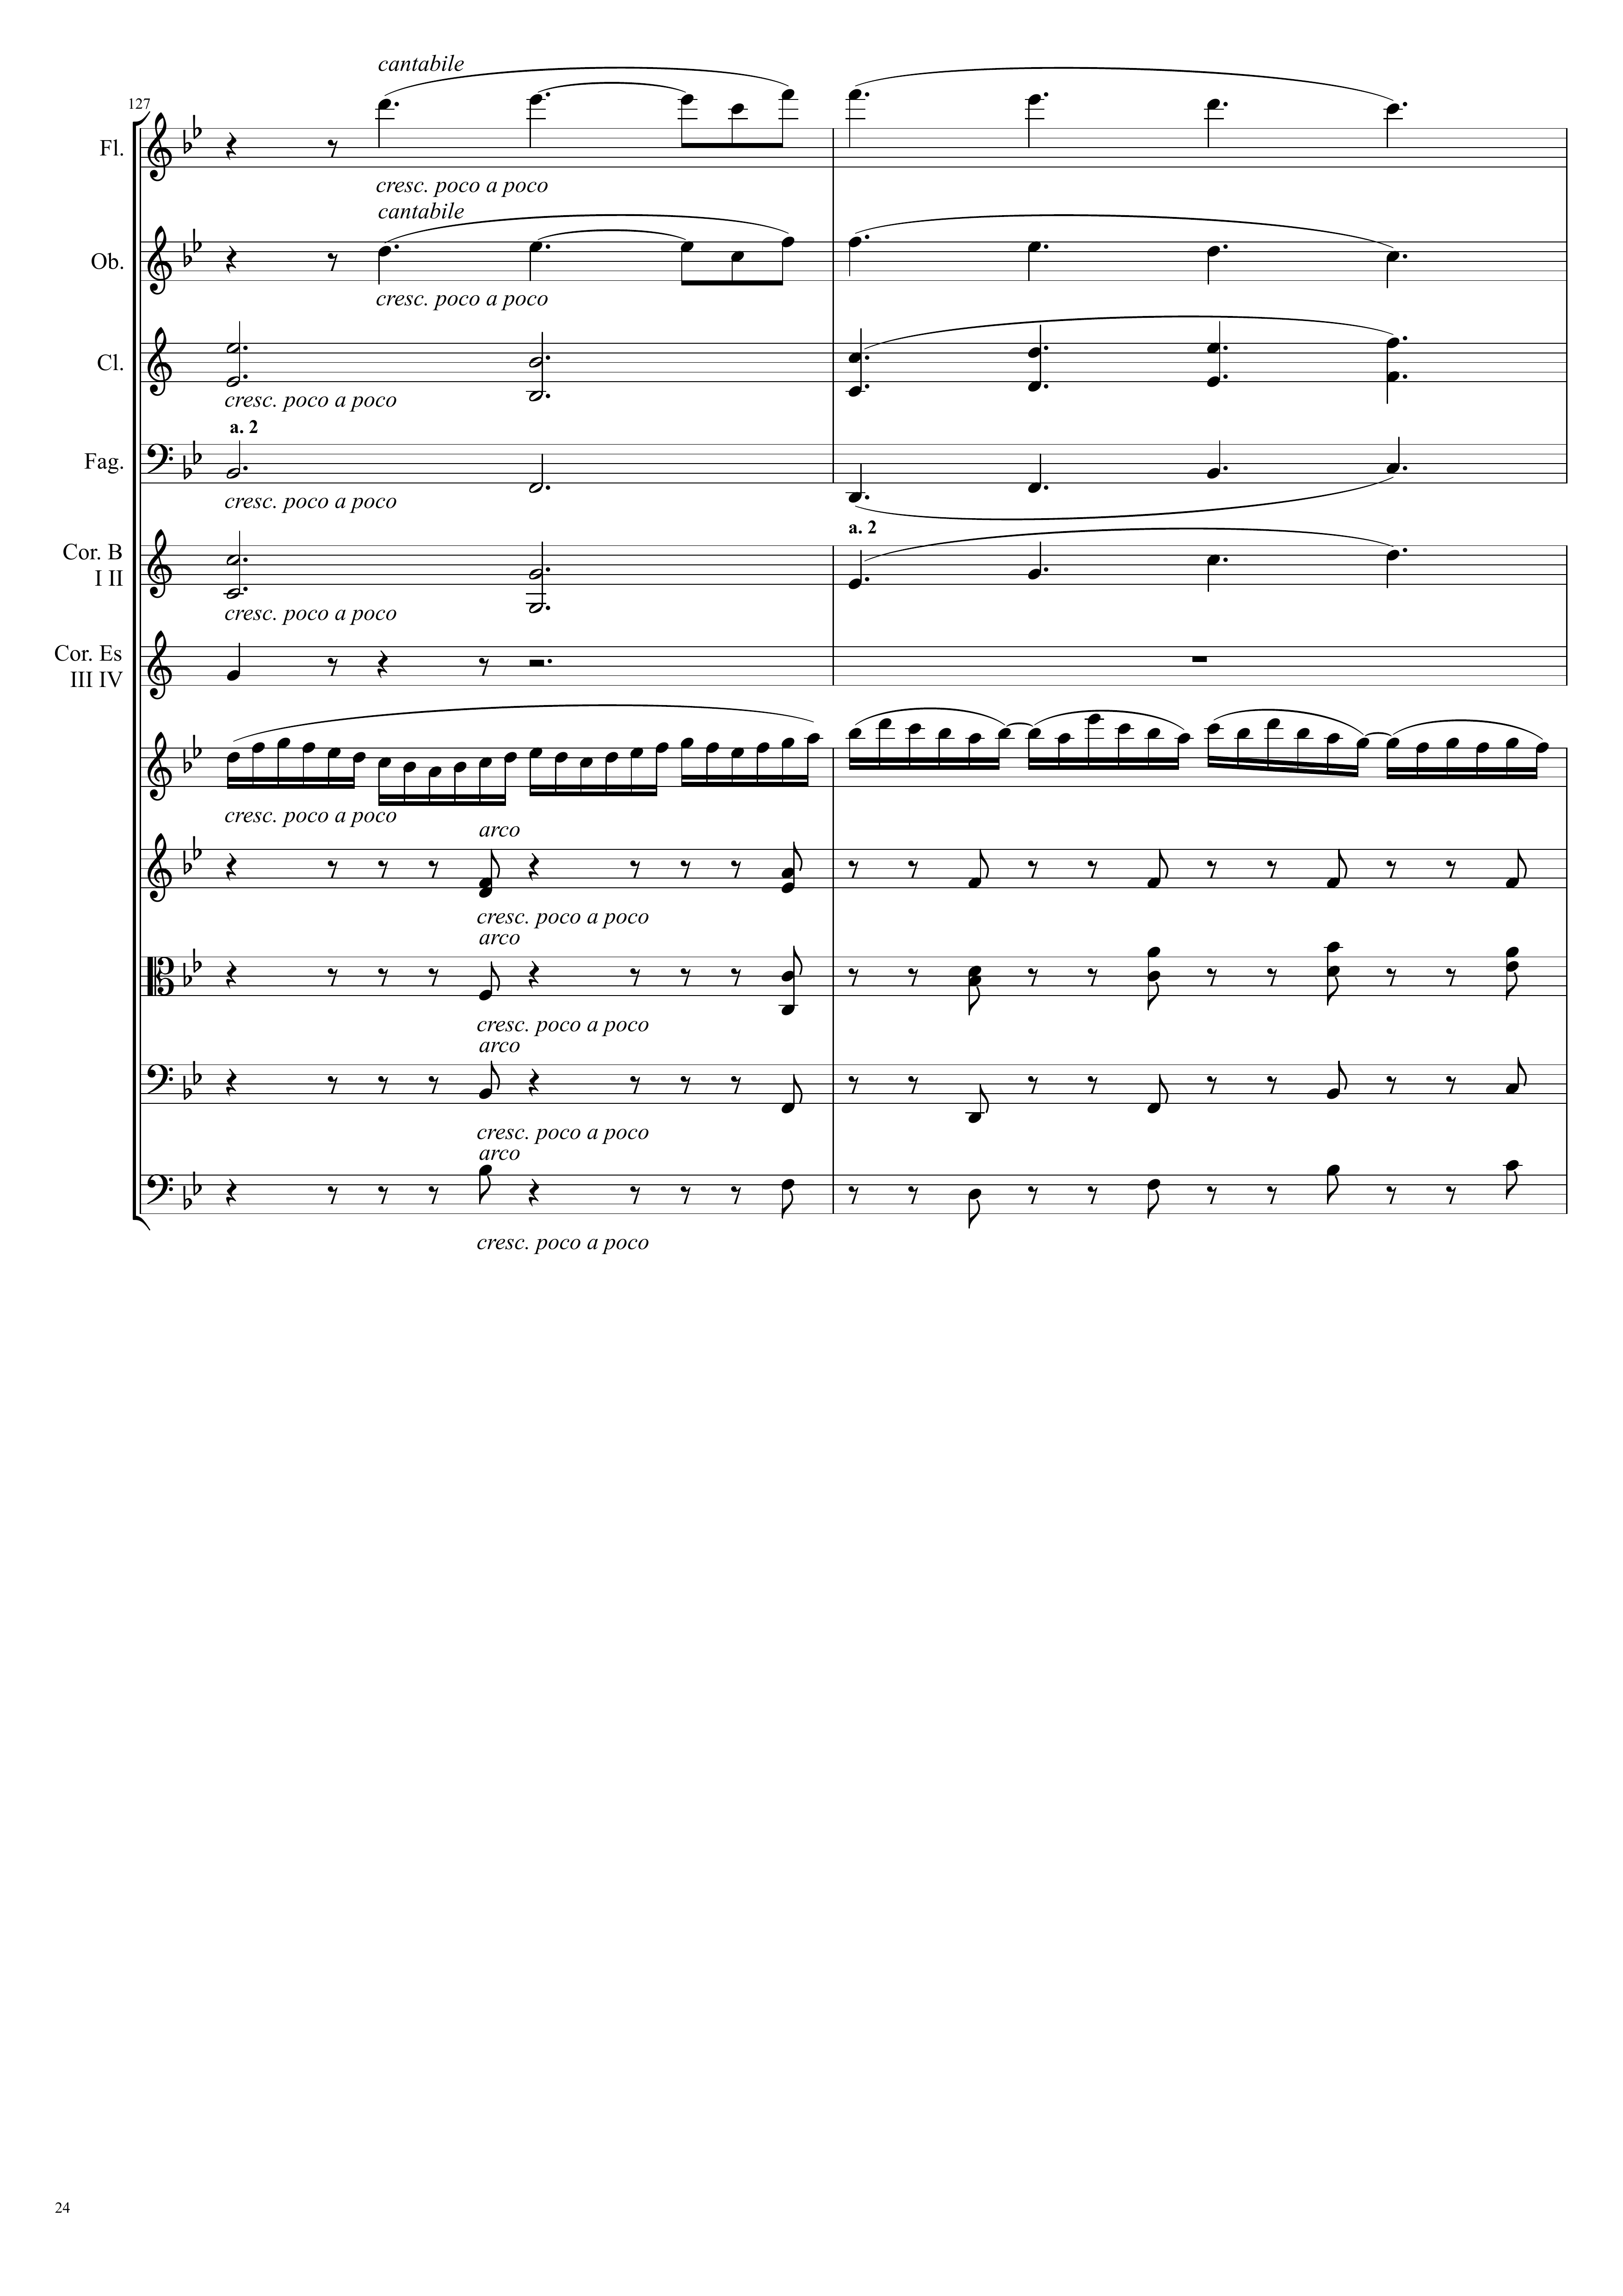 cantabile
127
Fl.
cresc. poco a poco
cantabile
Ob.
cresc. poco a poco
Cl.
cresc. poco a poco
a. 2
Fag.
cresc. poco a poco
a. 2
Cor. B
I II
cresc. poco a poco
Cor. Es
III IV
cresc. poco a poco
arco
cresc. poco a poco
arco
cresc. poco a poco
arco
cresc. poco a poco
arco
cresc. poco a poco
24